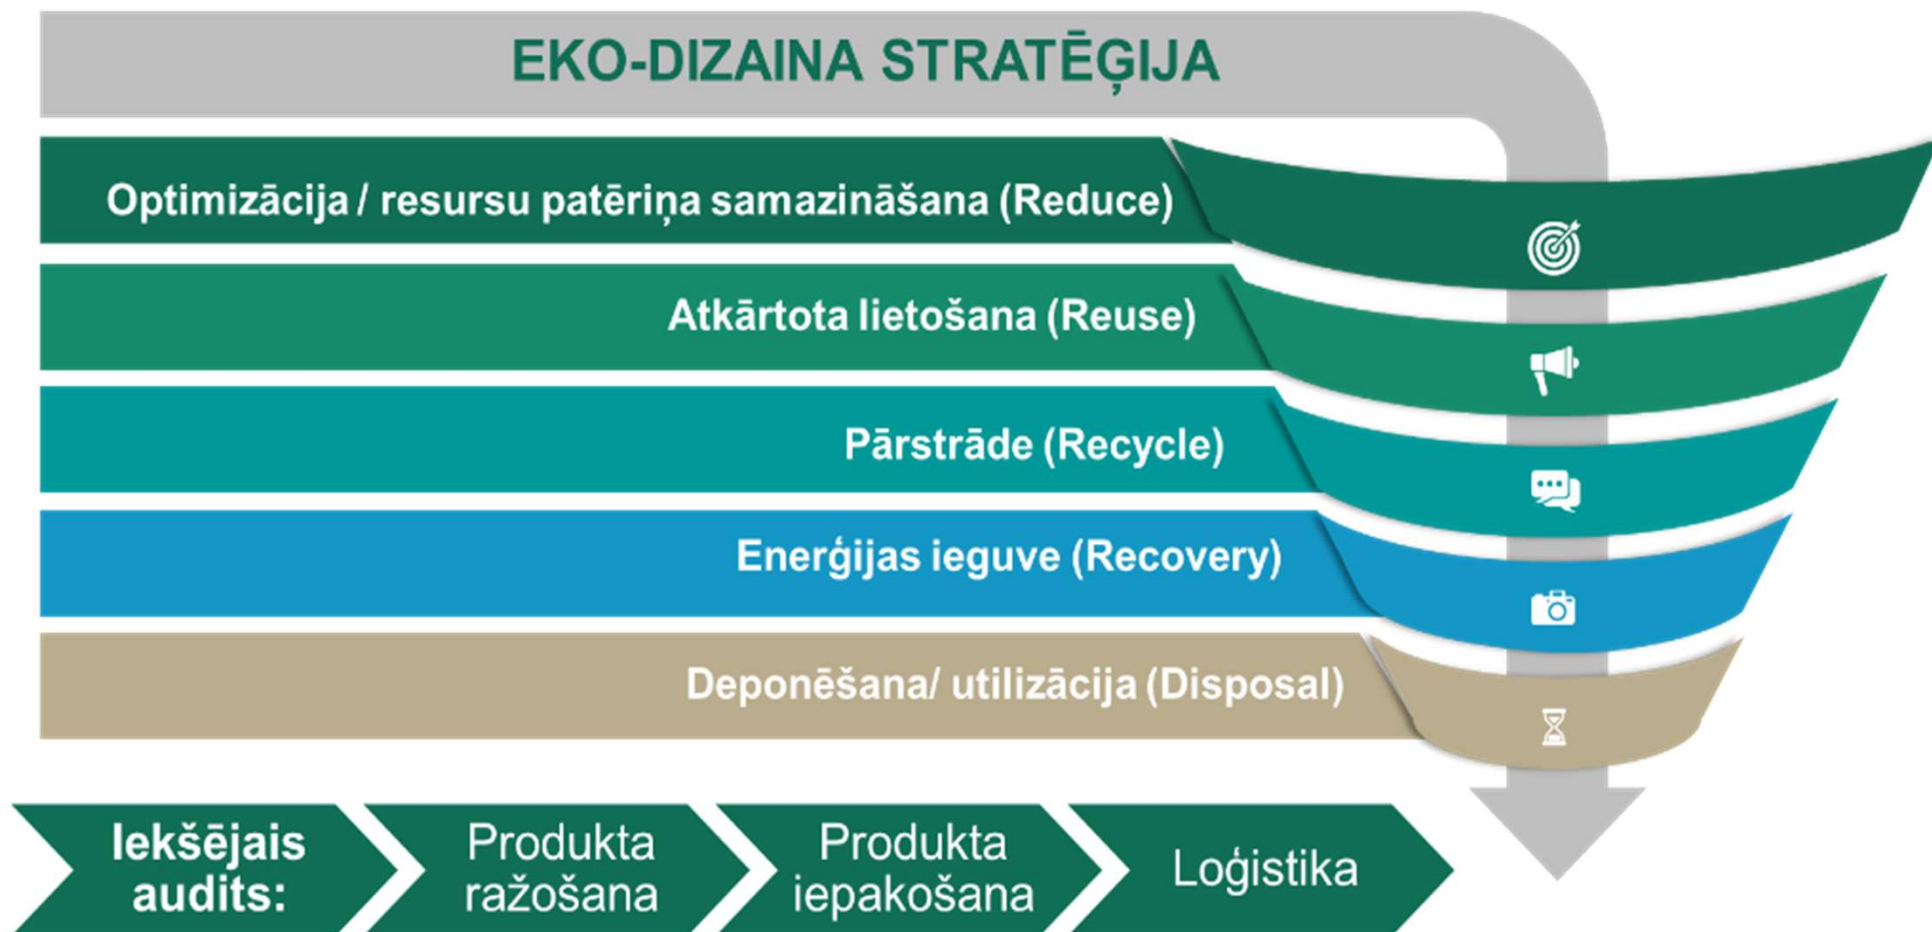 EKO-DIZAINA STRATĒĢIJA
Optimizācija / resursu patēriņa samazināšana (Reduce)
Atkārtota lietošana (Reuse)
Pārstrāde (Recycle)
Enerģijas ieguve (Recovery)
Deponēšana/ utilizācija (Disposal)
Iekšējais
audits:
Produkta
ražošana
Produkta
iepakošana
Loģistika